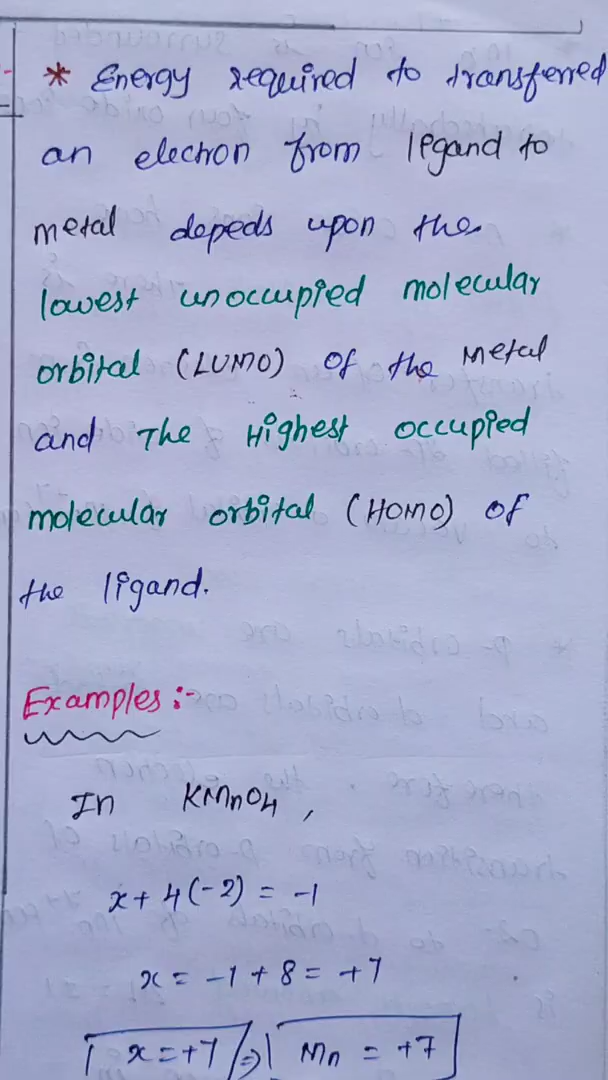 * Energy required to transferred
an electron from ligand to
metal depeds upon the
lowest unoccupied molecular
orbital (LUMO) of the metal
and The Highest occupied
molecular orbital (HOMO) of
the ligand.
Examples :-
In KMnO4,
x + 4(-2) = -1
x = -1 + 8 = +7
x = +7 ⇒ Mn = +7